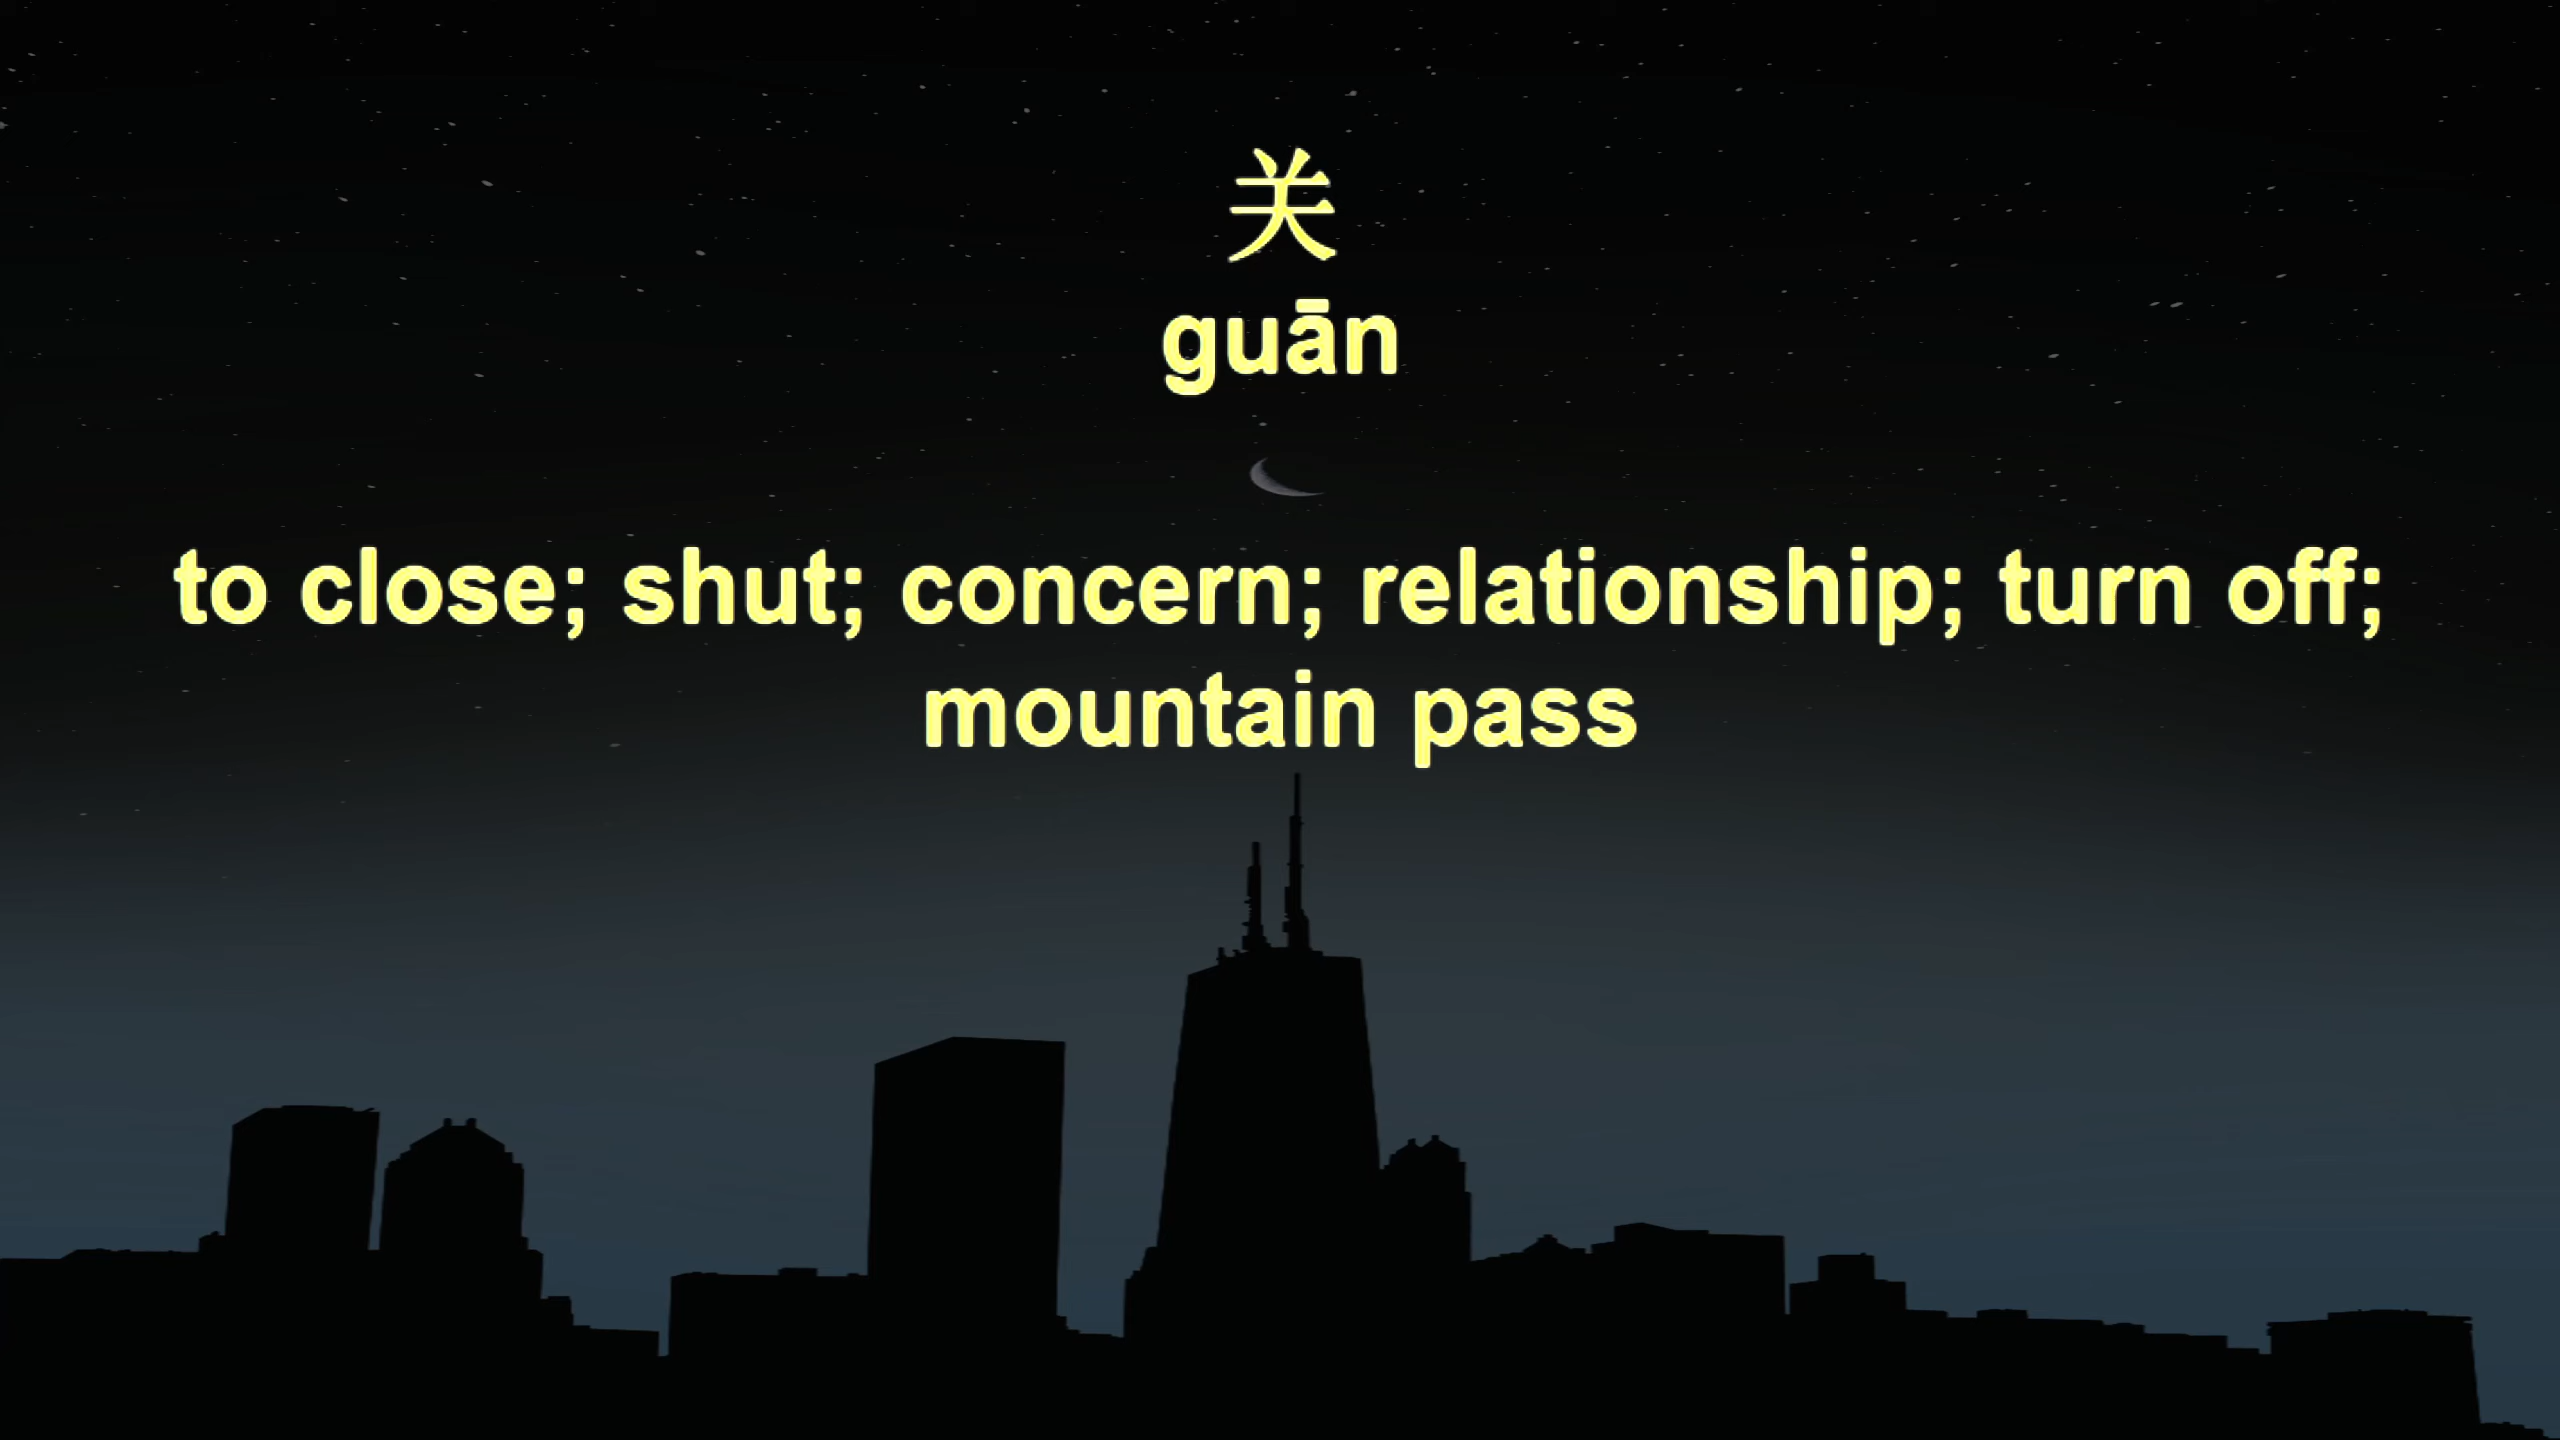 关
guān
to close; shut; concern; relationship; turn off;
mountain pass